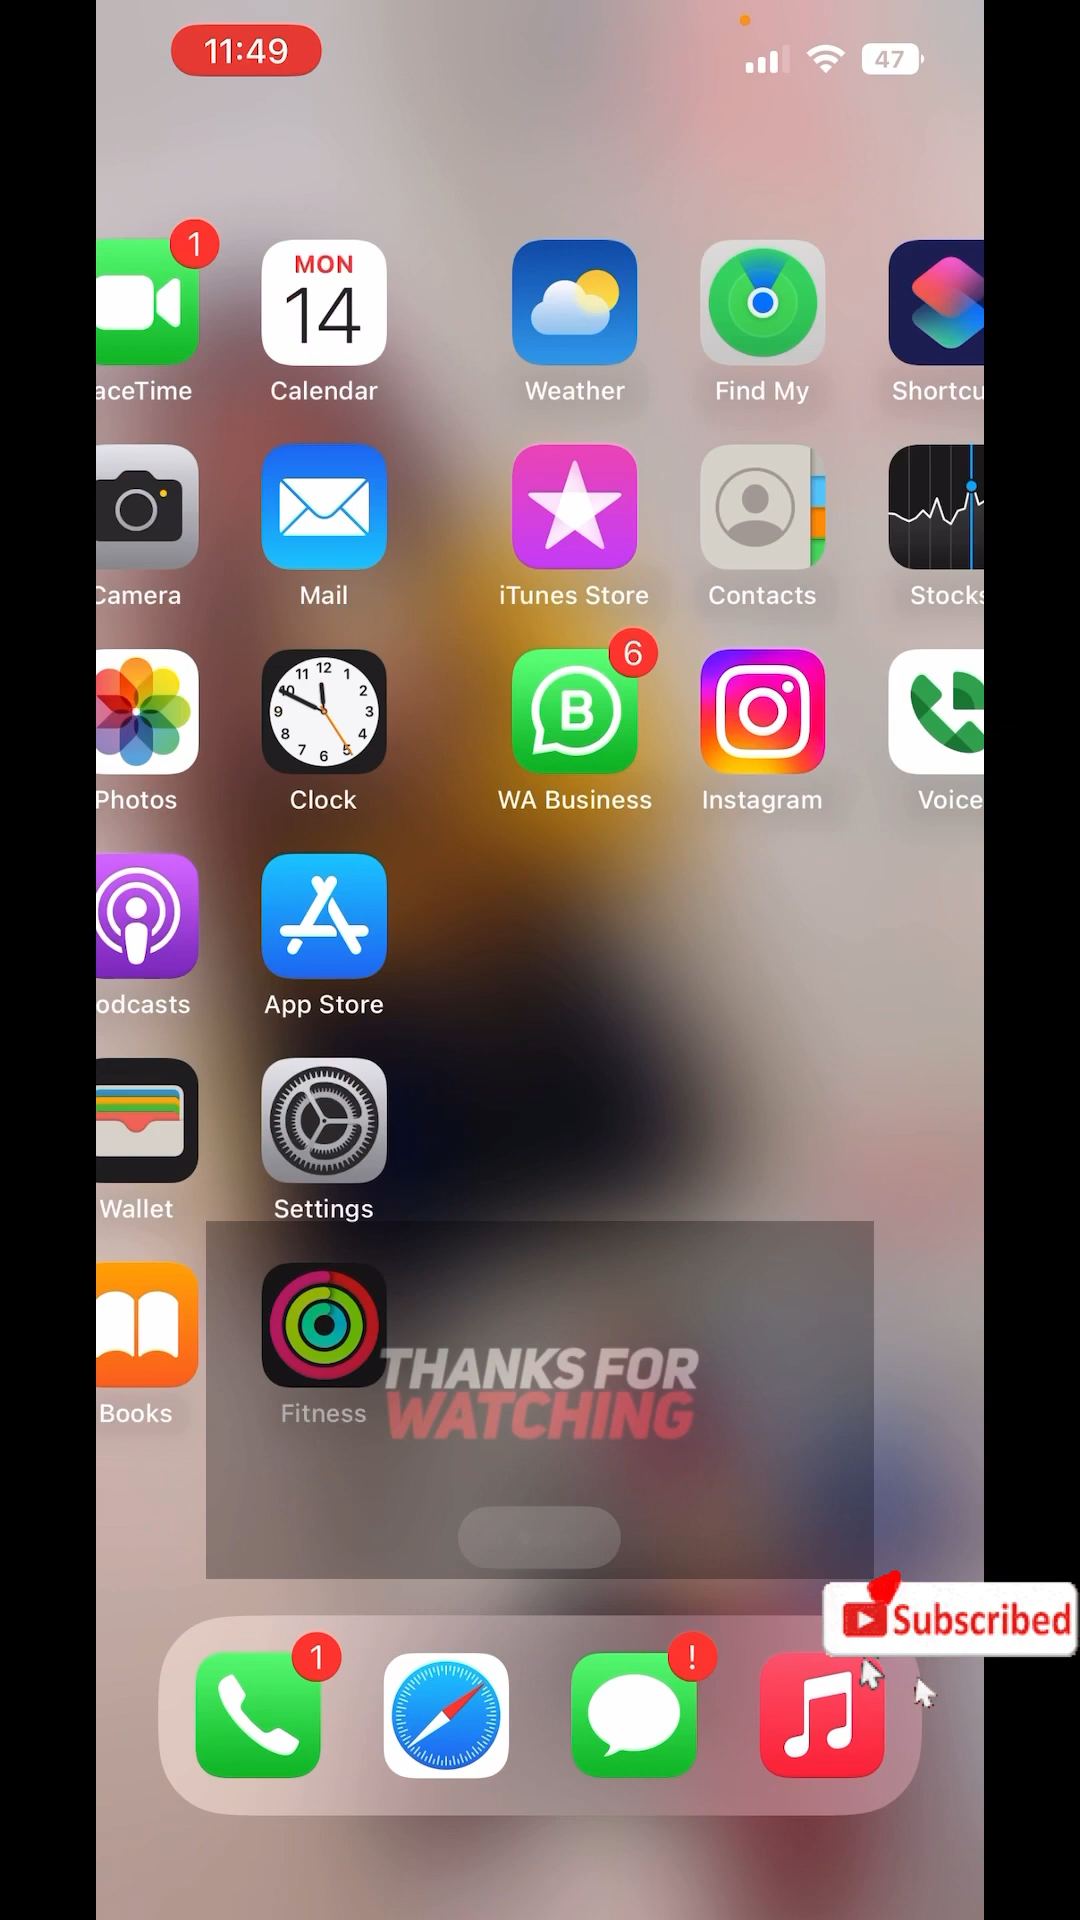 11:49
47
1
MON
14
aceTime
Calendar
Weather
Find My
Shortcu
Camera
Mail
iTunes Store
Contacts
Stocks
12
11
1
10
2
9
3
8
4
7
5
6
6
B
Photos
Clock
WA Business
Instagram
Voice
odcasts
App Store
Wallet
Settings
Books
Fitness
THANKS FOR
WATCHING
Subscribed
1
!